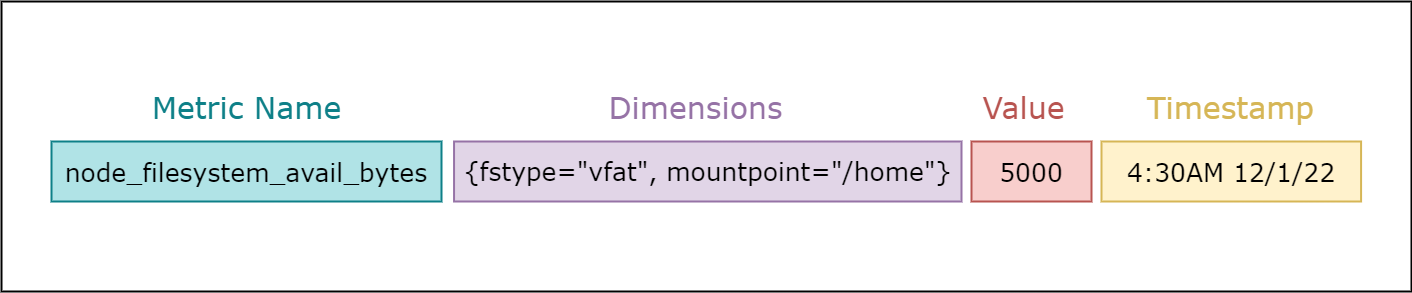 Metric Name Dimensions Value Timestamp
node_filesystem_avail_bytes {fstype="vfat", mountpoint="/home"} 5000 4:30AM 12/1/22